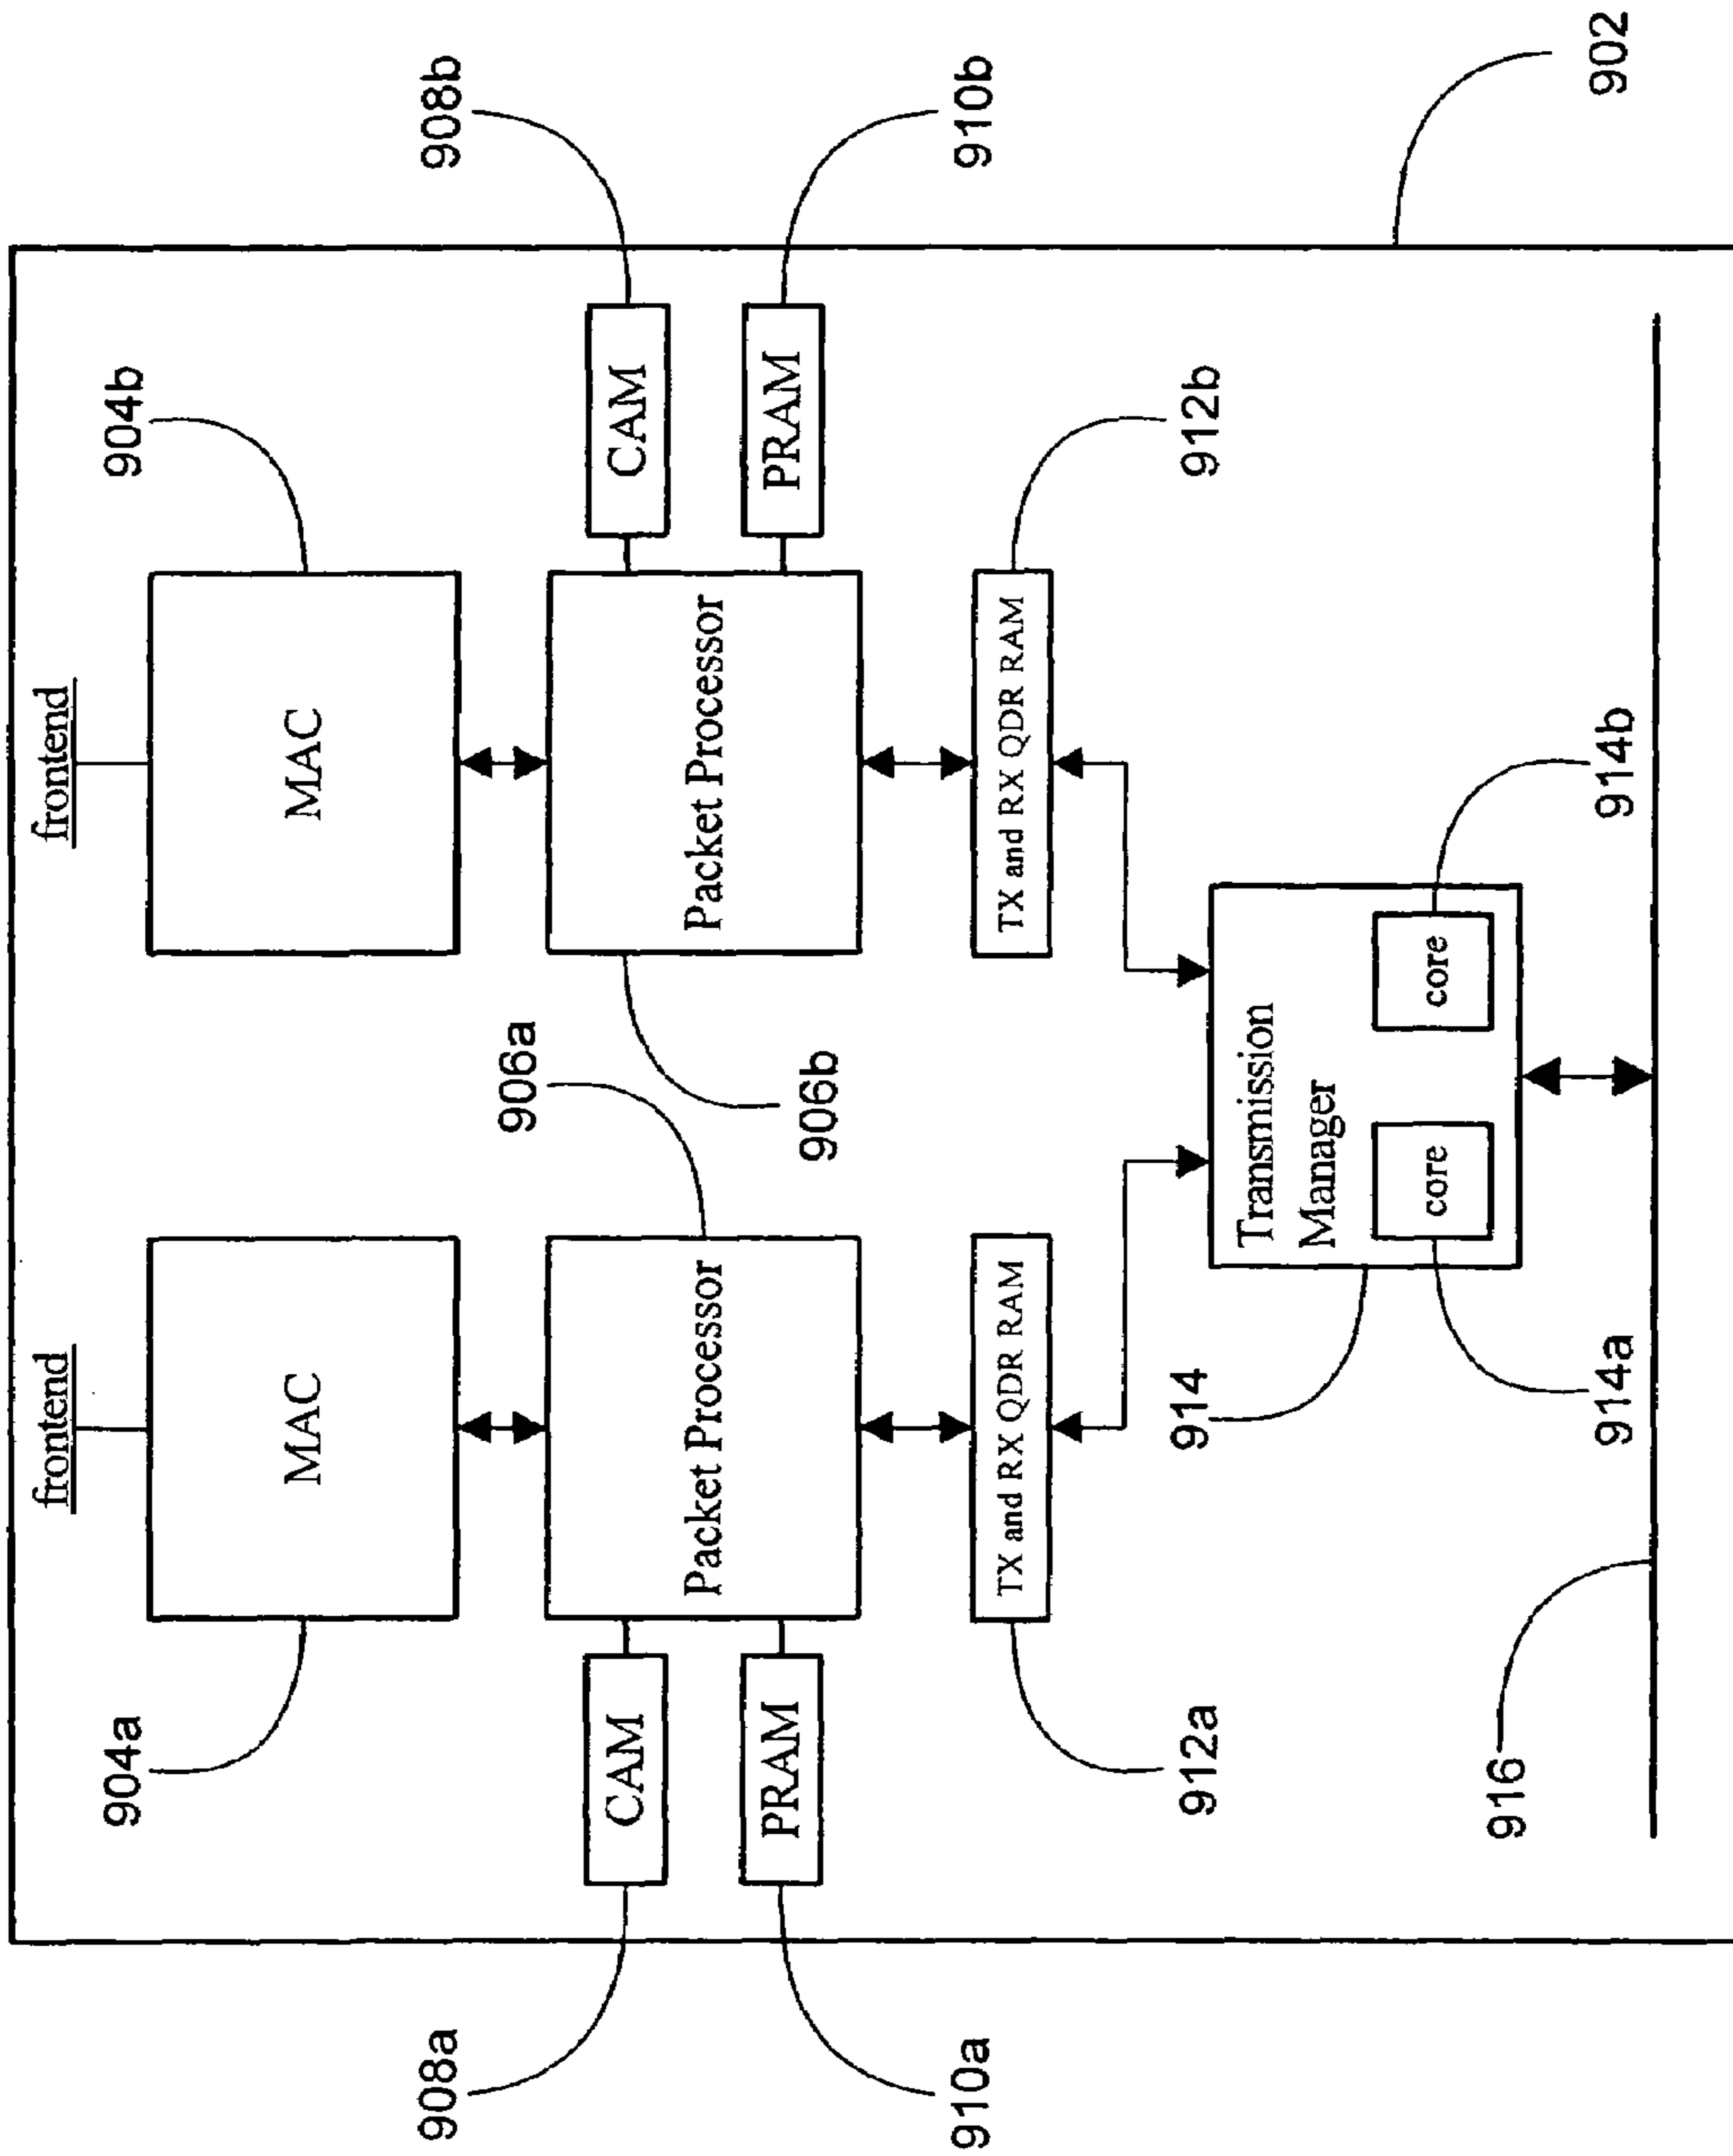 frontend
frontend
904a
904b
MAC
MAC
908a
906a
908b
CAM
Packet Processor
Packet Processor
CAM
PRAM
PRAM
906b
910a
910b
TX and RX QDR RAM
TX and RX QDR RAM
912a
912b
914
Transmission
Manager
core
core
916
914a
914b
902